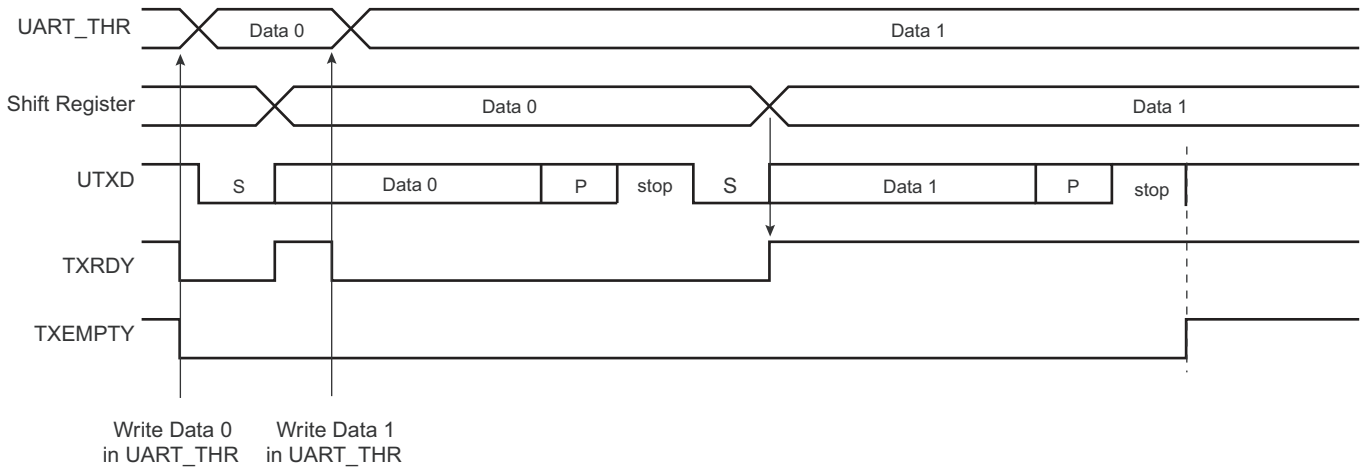 UART_THR
Data 0
Data 1
Shift Register
Data 0
Data 1
UTXD
S
Data 0
P
stop
S
Data 1
P
stop
TXRDY
TXEMPTY
Write Data 0
in UART_THR
Write Data 1
in UART_THR